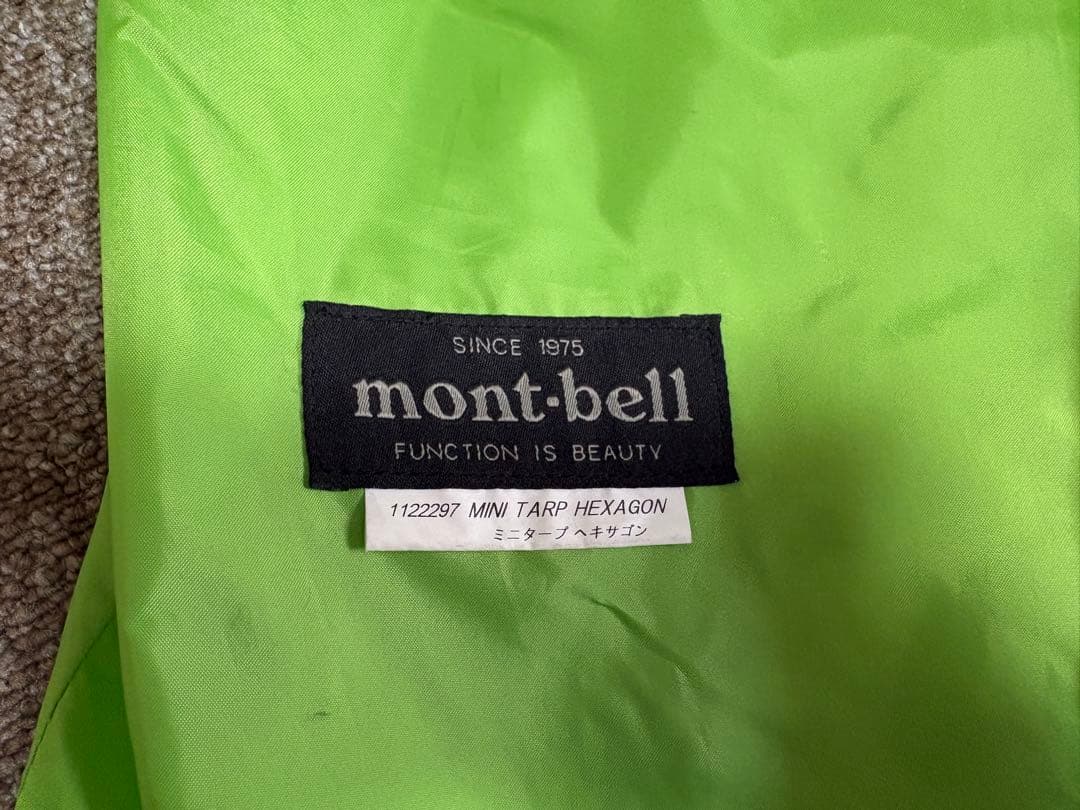 SINCE 1975
mont-bell
FUNCTION IS BEAUTY
1122297 MINI TARP HEXAGON
ミニタープ ヘキサゴン